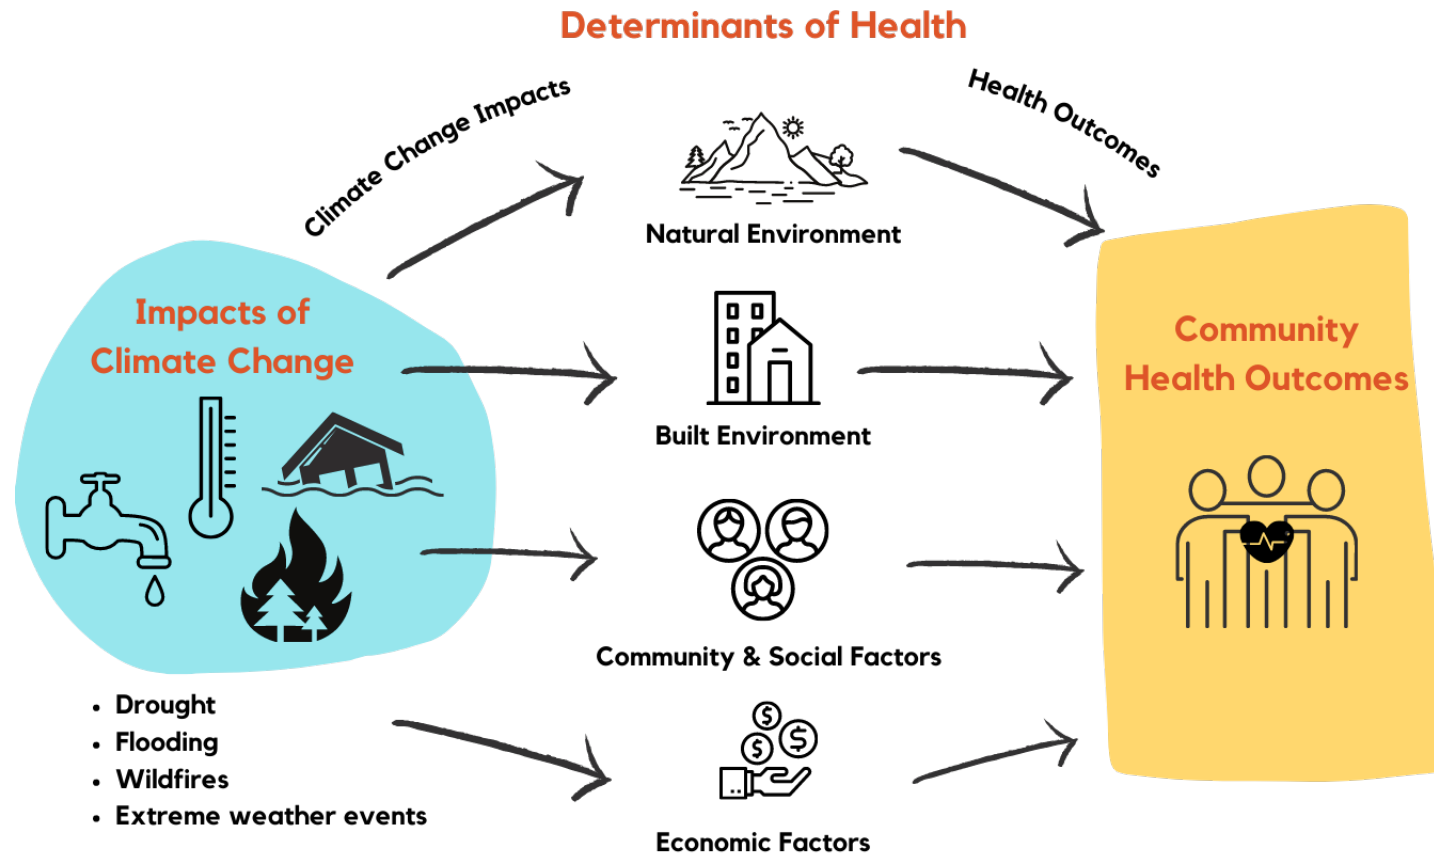 Determinants of Health
Climate Change Impacts
Health Outcomes
Natural Environment
Impacts of
Climate Change
Built Environment
Community
Health Outcomes
Community & Social Factors
• Drought
• Flooding
• Wildfires
• Extreme weather events
$
$
$
Economic Factors